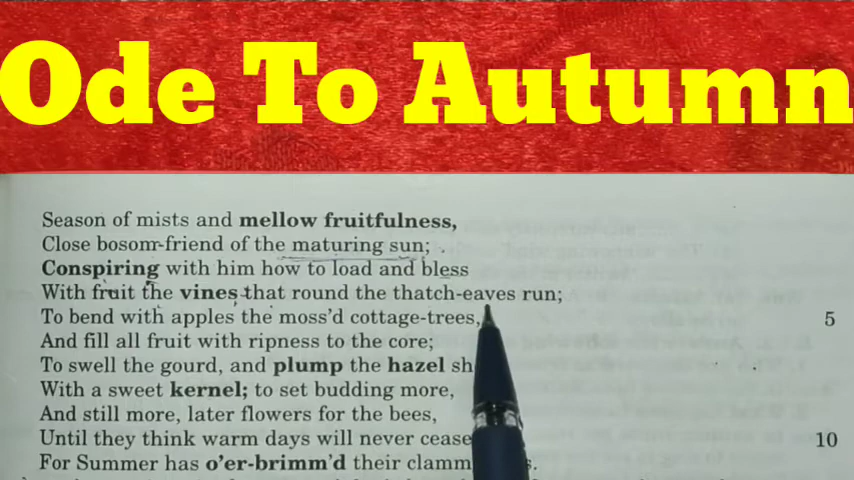 Ode To Autumn
Season of mists and mellow fruitfulness,
Close bosom-friend of the maturing sun;
Conspiring with him how to load and bless
With fruit the vines that round the thatch-eaves run;
To bend with apples the moss'd cottage-trees,
5
And fill all fruit with ripness to the core;
To swell the gourd, and plump the hazel sh
With a sweet kernel; to set budding more,
And still more, later flowers for the bees,
Until they think warm days will never cease
10
For Summer has o'er-brimm'd their clamm s.